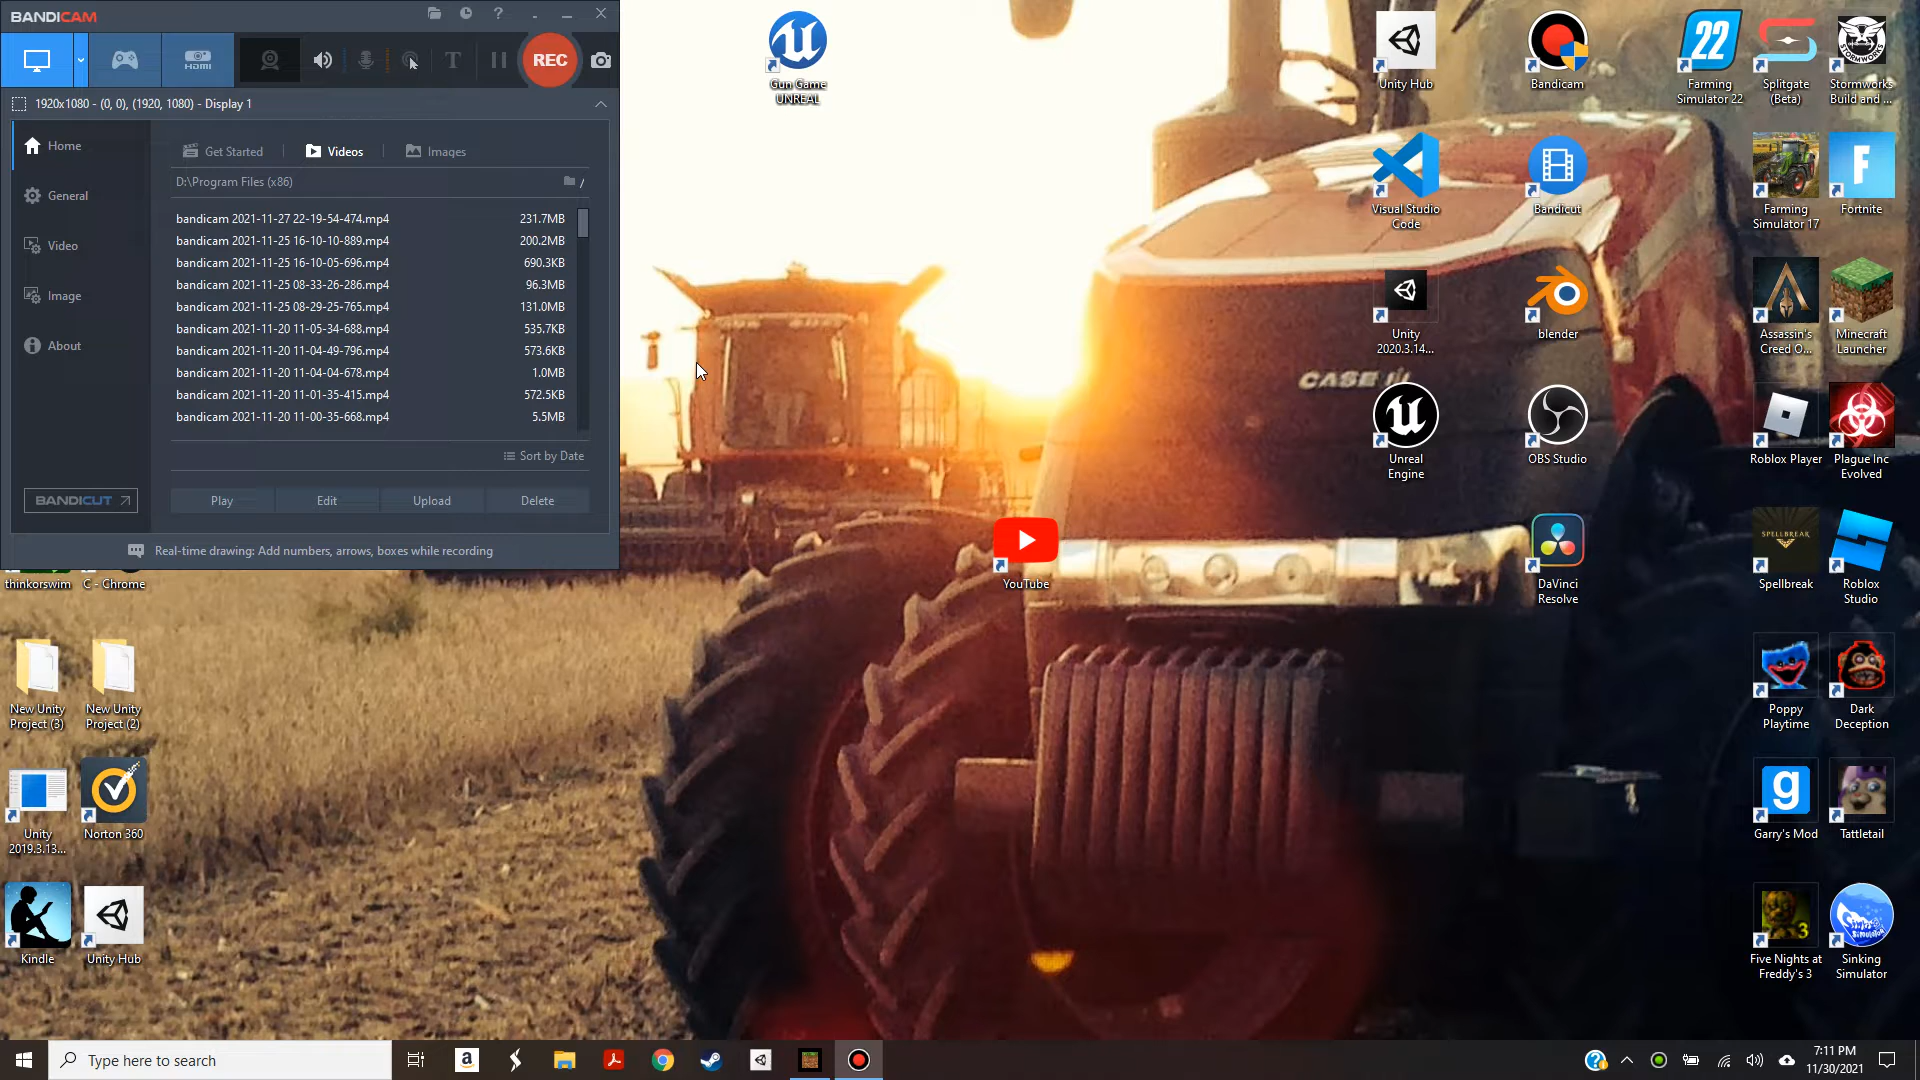 BANDICAM
?
HDMI
T
REC
1920x1080 - (0, 0), (1920, 1080) - Display 1
Home
General
Video
Image
About
BANDICUT
Get Started
Videos
Images
D:\Program Files (x86)
/
bandicam 2021-11-27 22-19-54-474.mp4 231.7MB
bandicam 2021-11-25 16-10-10-889.mp4 200.2MB
bandicam 2021-11-25 16-10-05-696.mp4 690.3KB
bandicam 2021-11-25 08-33-26-286.mp4 96.3MB
bandicam 2021-11-25 08-29-25-765.mp4 131.0MB
bandicam 2021-11-20 11-05-34-688.mp4 535.7KB
bandicam 2021-11-20 11-04-49-796.mp4 573.6KB
bandicam 2021-11-20 11-04-04-678.mp4 1.0MB
bandicam 2021-11-20 11-01-35-415.mp4 572.5KB
bandicam 2021-11-20 11-00-35-668.mp4 5.5MB
Sort by Date
Play
Edit
Upload
Delete
Real-time drawing: Add numbers, arrows, boxes while recording
thinkorswim
C - Chrome
New Unity
Project (3)
New Unity
Project (2)
Unity
2019.3.13...
Norton 360
Kindle
Unity Hub
Gun Game
UNREAL
CASE IH
YouTube
Unity Hub
Bandicam
Visual Studio
Code
Bandicut
Unity
2020.3.14...
blender
Unreal
Engine
OBS Studio
DaVinci
Resolve
22
Farming
Simulator 22
Splitgate
(Beta)
STORMWORKS
Stormworks
Build and ...
Farming
Simulator 17
F
Fortnite
Assassin's
Creed O...
Minecraft
Launcher
Roblox Player
Plague Inc
Evolved
SPELLBREAK
Spellbreak
Roblox
Studio
Poppy
Playtime
Dark
Deception
g
Garry's Mod
Tattletail
3
Five Nights at
Freddy's 3
Sinking
Simulator
Type here to search
a
7:11 PM
11/30/2021